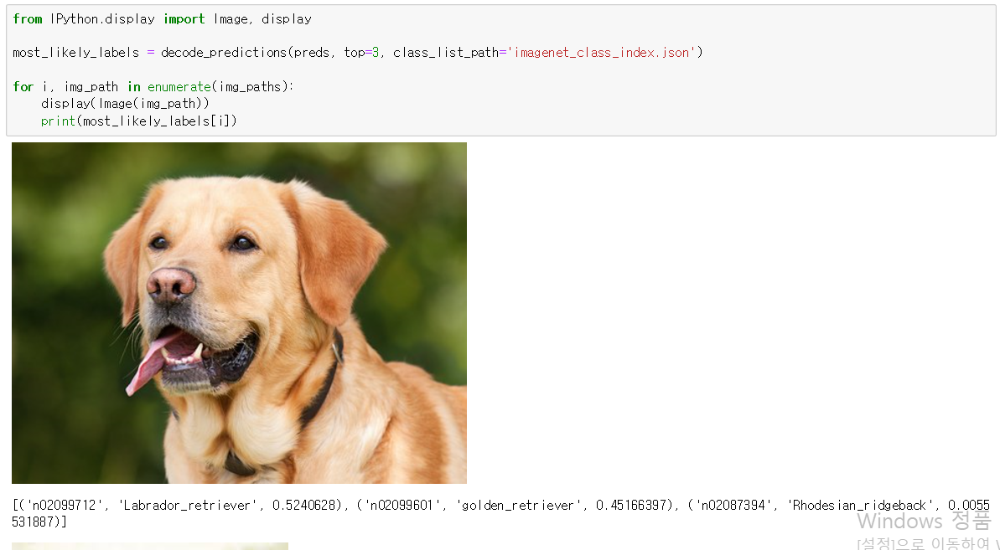 from IPython.display import Image, display
most_likely_labels = decode_predictions(preds, top=3, class_list_path='imagenet_class_index.json')
for i, img_path in enumerate(img_paths):
    display(Image(img_path))
    print(most_likely_labels[i])
[('n02099712', 'Labrador_retriever', 0.5240628), ('n02099601', 'golden_retriever', 0.45166397), ('n02087394', 'Rhodesian_ridgeback', 0.0055
531887)]
Windows 정품
[설정]으로 이동하여